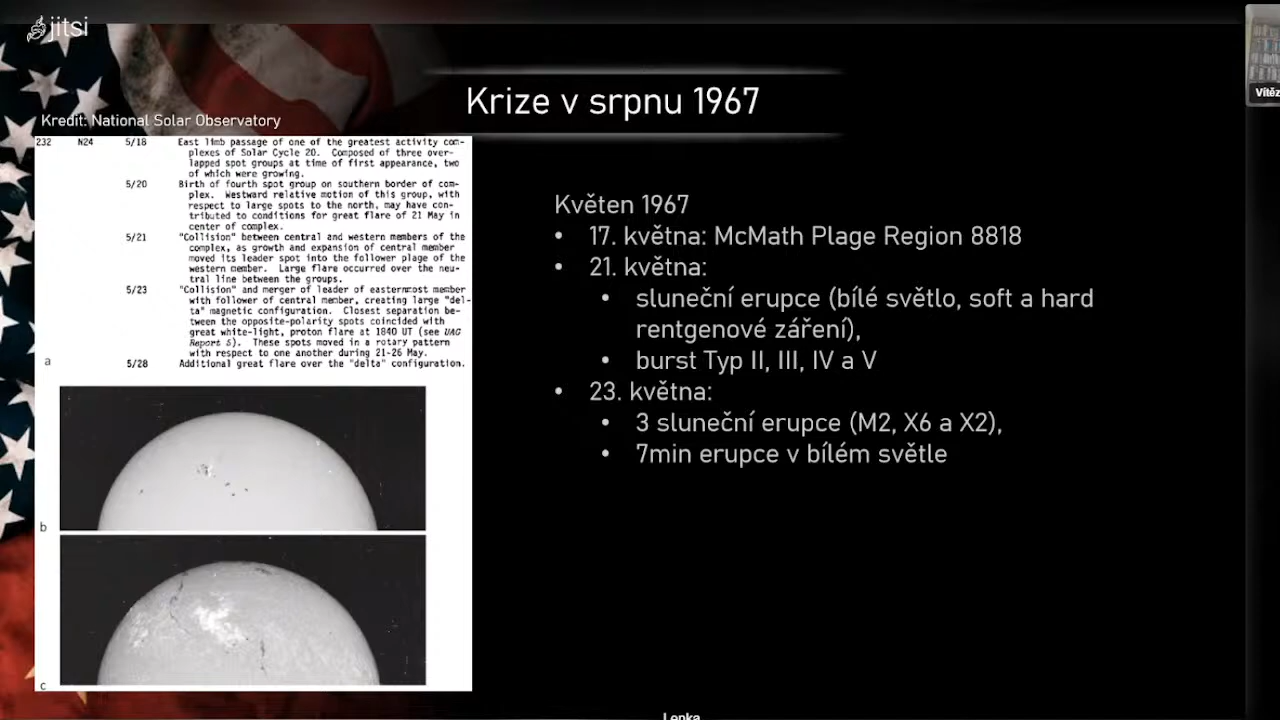 jitsi
Krize v srpnu 1967
Kredit: National Solar Observatory
232 N24 5/18 East limb passage of one of the greatest activity com-
plexes of Solar Cycle 20. Composed of three over-
lapped spot groups at time of first appearance, two
of which were growing.
5/20 Birth of fourth spot group on southern border of com-
plex. Westward relative motion of this group, with
respect to large spots to the north, may have con-
tributed to conditions for great flare of 21 May in
center of complex.
5/21 "Collision" between central and western members of the
complex, as growth and expansion of central member
moved its leader spot into the follower plage of the
western member. Large flare occurred over the neu-
tral line between the groups.
5/23 "Collision" and merger of leader of easternmost member
with follower of central member, creating large "del-
ta" magnetic configuration. Closest separation be-
tween the opposite-polarity spots coincided with
great white-light, proton flare at 1840 UT (see UAG
Report 5). These spots moved in a rotary pattern
with respect to one another during 21-26 May.
a
5/28 Additional great flare over the "delta" configuration.
b
c
Květen 1967
• 17. května: McMath Plage Region 8818
• 21. května:
• sluneční erupce (bílé světlo, soft a hard
rentgenové záření),
• burst Typ II, III, IV a V
• 23. května:
• 3 sluneční erupce (M2, X6 a X2),
• 7min erupce v bílém světle
Vítěz
Lenka